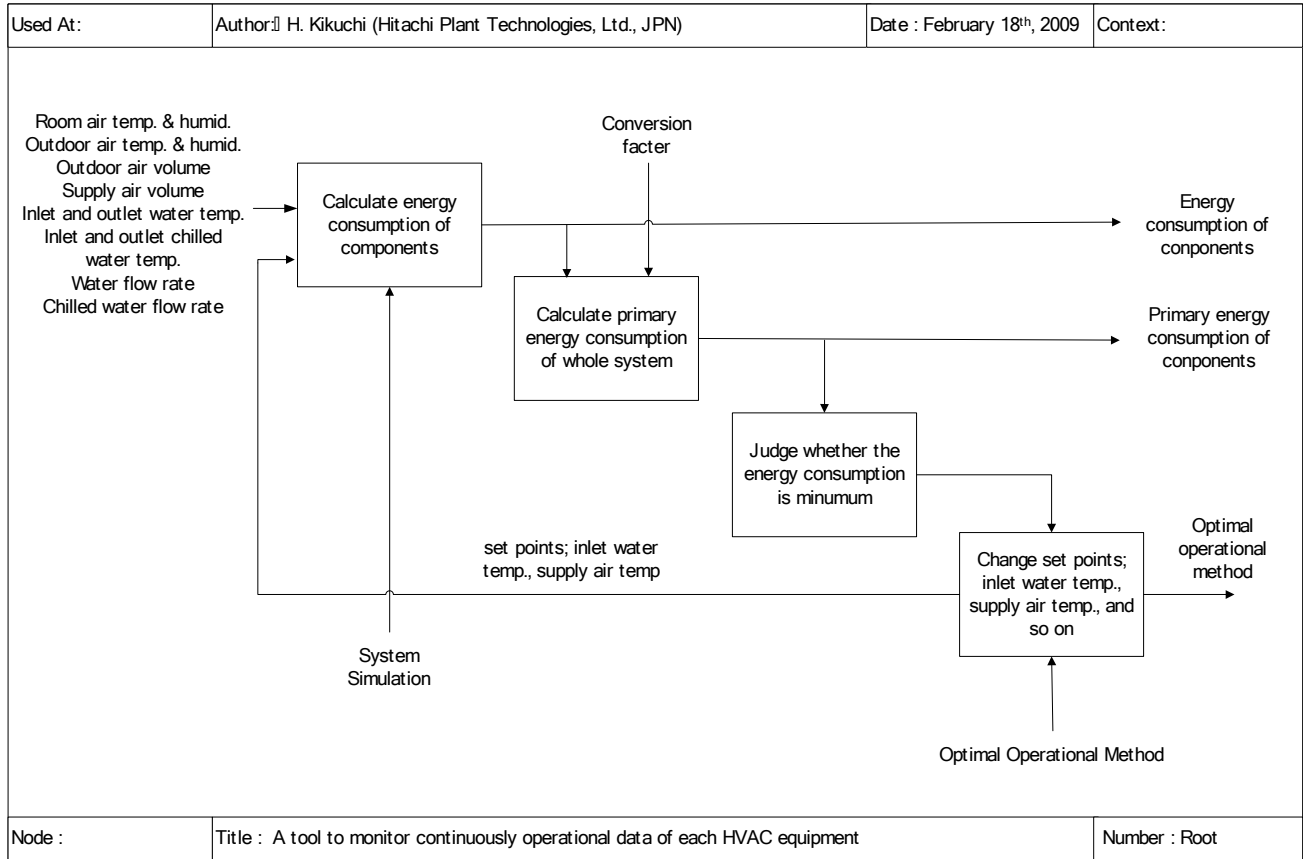 Used At:
Author: H. Kikuchi (Hitachi Plant Technologies, Ltd., JPN)
Date : February 18th, 2009
Context:
Room air temp. & humid.
Outdoor air temp. & humid.
Outdoor air volume
Supply air volume
Inlet and outlet water temp.
Inlet and outlet chilled
water temp.
Water flow rate
Chilled water flow rate
Calculate energy
consumption of
components
Conversion
facter
Energy
consumption of
conponents
Calculate primary
energy consumption
of whole system
Primary energy
consumption of
conponents
Judge whether the
energy consumption
is minumum
set points; inlet water
temp., supply air temp
Change set points;
inlet water temp.,
supply air temp., and
so on
Optimal
operational
method
System
Simulation
Optimal Operational Method
Node :
Title : A tool to monitor continuously operational data of each HVAC equipment
Number : Root